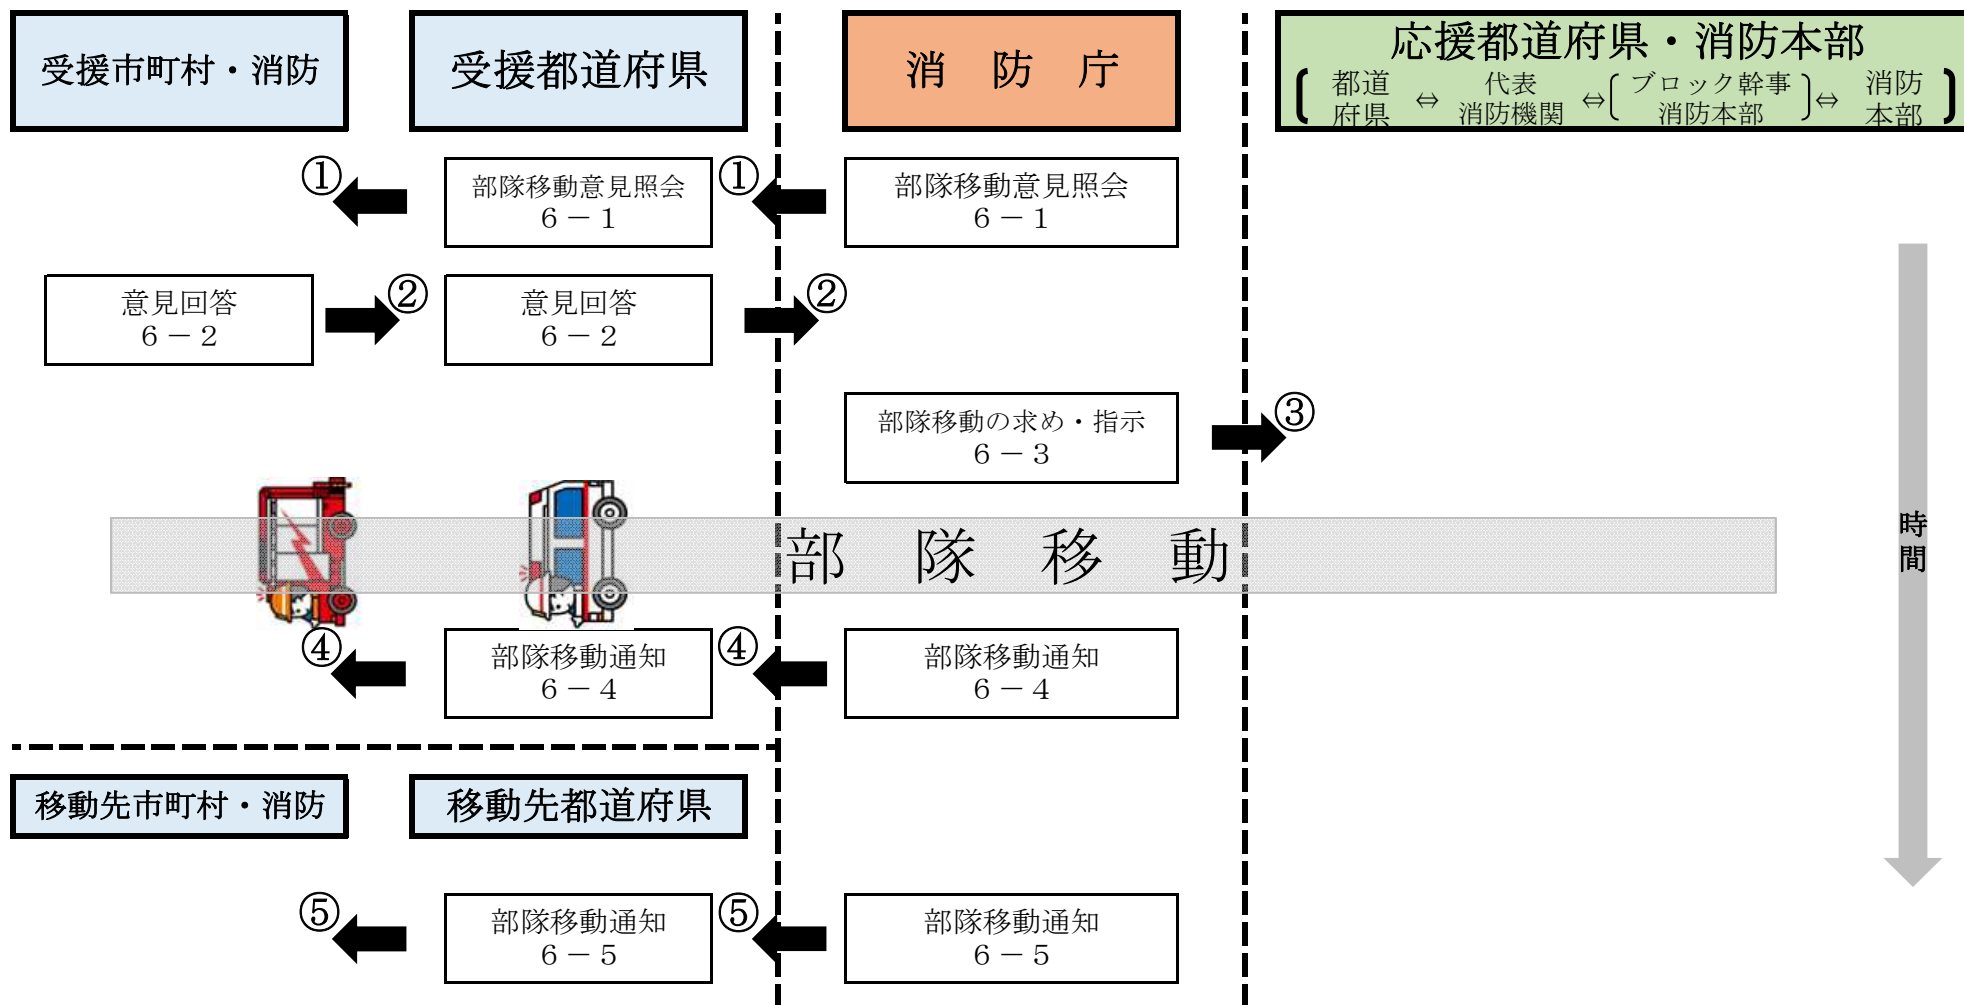 受援市町村・消防
受援都道府県
消　防　庁
応援都道府県・消防本部
都道 代表 ブロック幹事 消防
府県 ⇔ 消防機関 ⇔ 消防本部 ⇔ 本部
①
部隊移動意見照会
６－１
①
部隊移動意見照会
６－１
意見回答
６－２
②
意見回答
６－２
②
部隊移動の求め・指示
６－３
③
部　隊　移　動
時
間
④
部隊移動通知
６－４
④
部隊移動通知
６－４
移動先市町村・消防
移動先都道府県
⑤
部隊移動通知
６－５
⑤
部隊移動通知
６－５